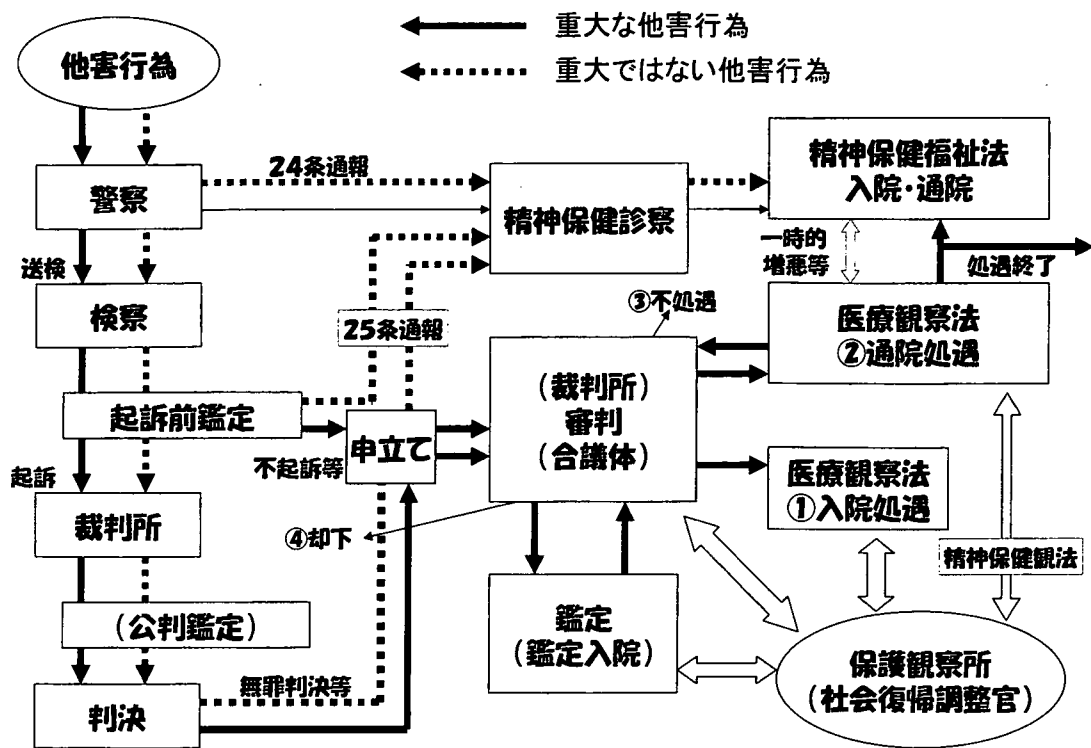 重大な他害行為
重大ではない他害行為
他害行為
警察
24条通報
精神保健診察
精神保健福祉法
入院・通院
送検
検察
25条通報
一時的
増悪等
処遇終了
③不処遇
医療観察法
②通院処遇
起訴前鑑定
不起訴等
申立て
(裁判所)
審判
(合議体)
起訴
裁判所
④却下
医療観察法
①入院処遇
精神保健観法
(公判鑑定)
鑑定
(鑑定入院)
保護観察所
(社会復帰調整官)
無罪判決等
判決